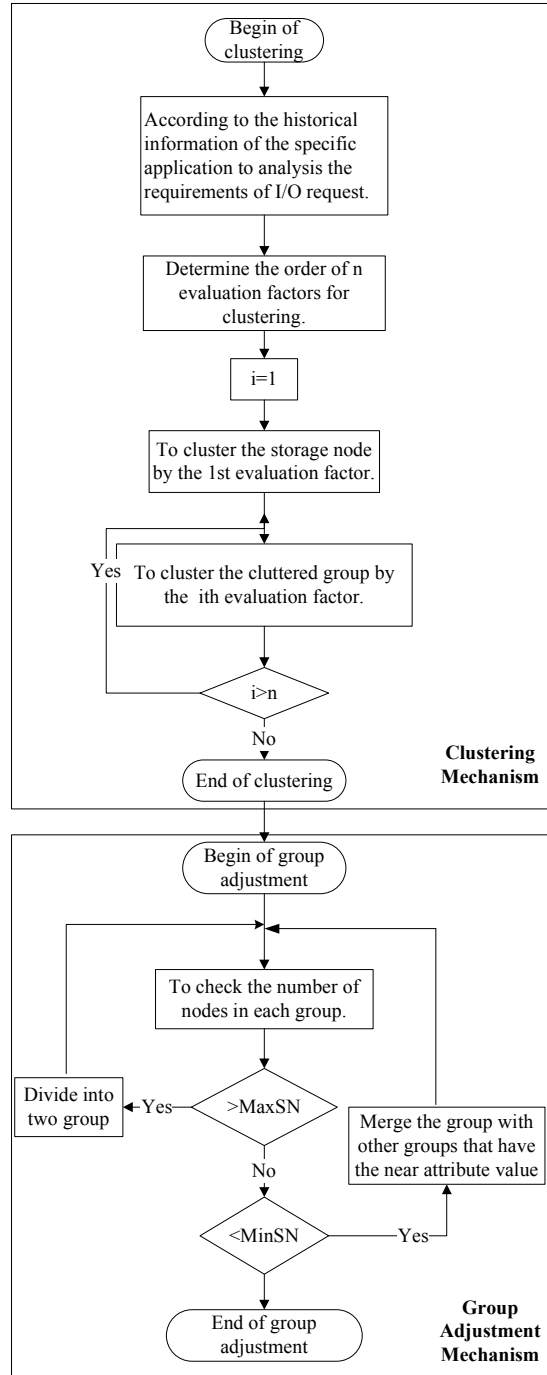 Begin of
clustering
According to the historical
information of the specific
application to analysis the
requirements of I/O request.
Determine the order of n
evaluation factors for
clustering.
i=1
To cluster the storage node
by the 1st evaluation factor.
Yes
To cluster the cluttered group by
the ith evaluation factor.
i>n
No
End of clustering
Clustering
Mechanism
Begin of group
adjustment
To check the number of
nodes in each group.
Divide into
two group
Yes
>MaxSN
Merge the group with
other groups that have
the near attribute value
No
<MinSN
Yes
End of group
adjustment
Group
Adjustment
Mechanism